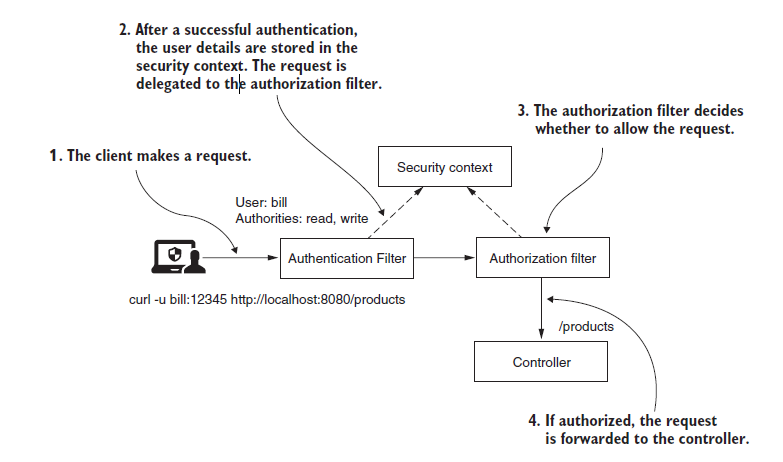 2. After a successful authentication,
the user details are stored in the
security context. The request is
delegated to the authorization filter.
3. The authorization filter decides
whether to allow the request.
1. The client makes a request.
Security context
User: bill
Authorities: read, write
Authentication Filter
Authorization filter
curl -u bill:12345 http://localhost:8080/products
/products
Controller
4. If authorized, the request
is forwarded to the controller.